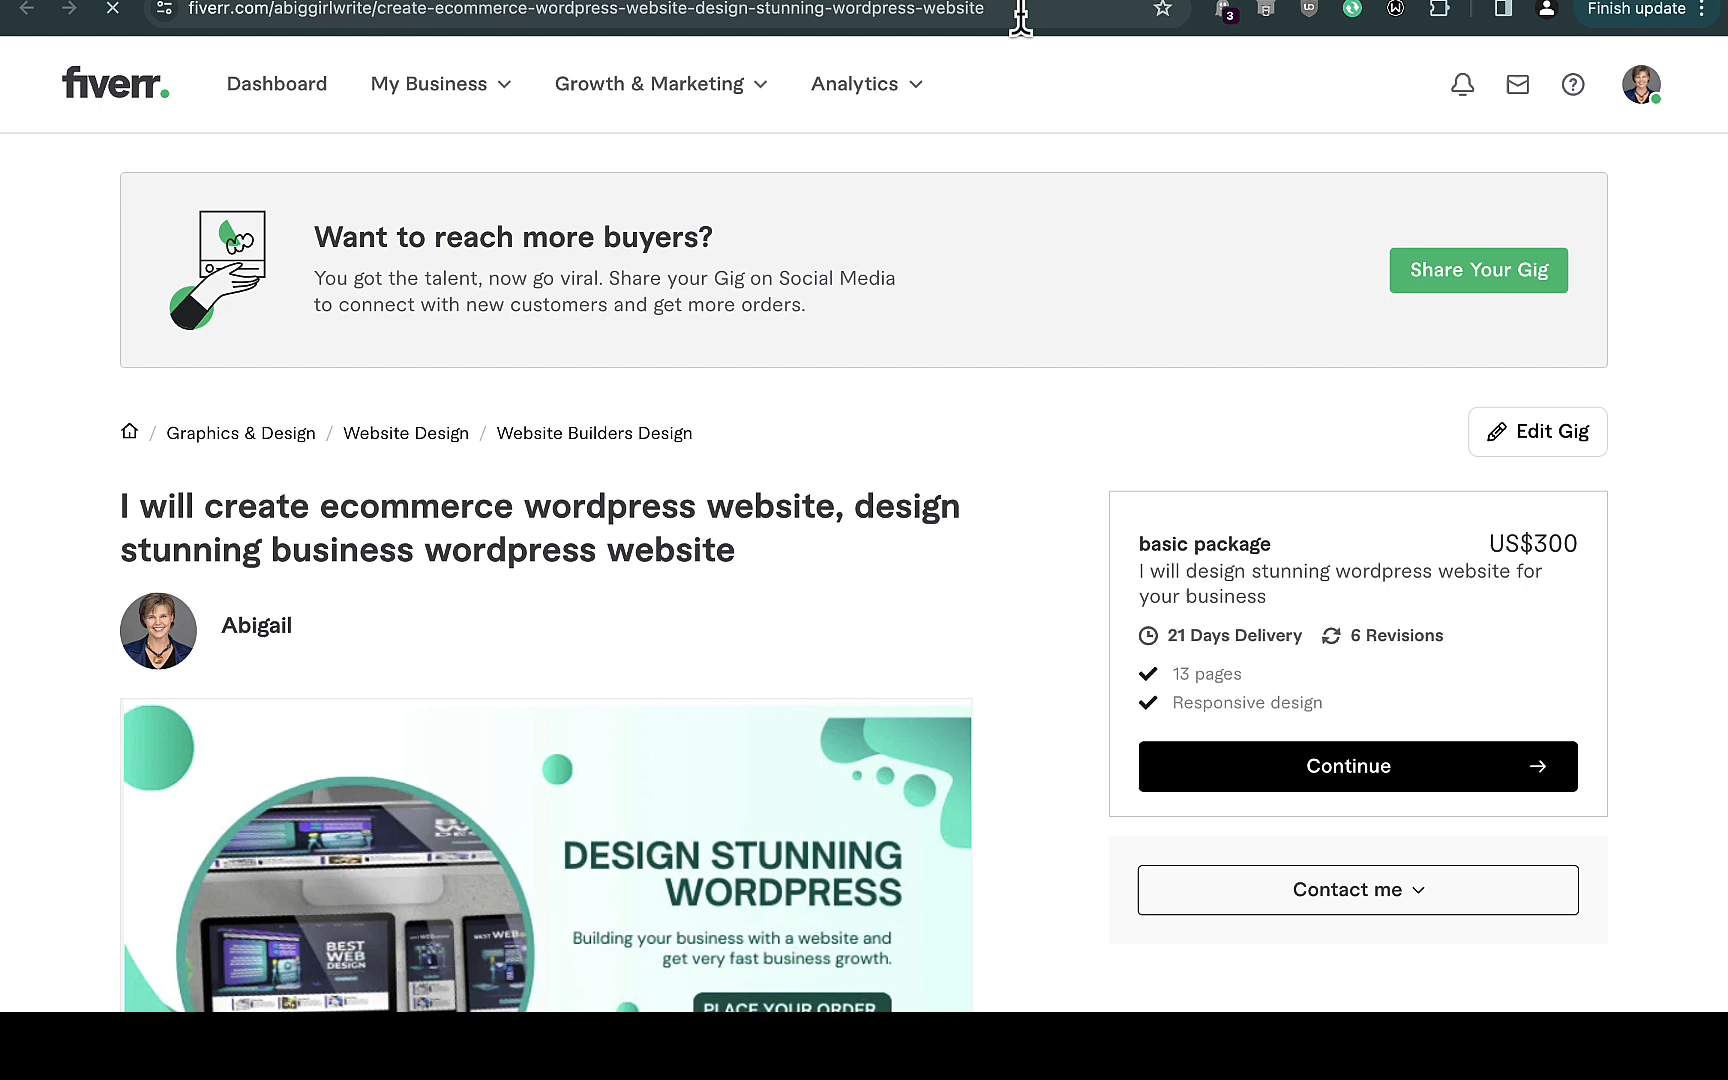 fiverr.com/abiggirlwrite/create-ecommerce-wordpress-website-design-stunning-wordpress-website
3
Finish update
fiverr.
Dashboard
My Business
Growth & Marketing
Analytics
Want to reach more buyers?
You got the talent, now go viral. Share your Gig on Social Media
to connect with new customers and get more orders.
Share Your Gig
/ Graphics & Design / Website Design / Website Builders Design
Edit Gig
I will create ecommerce wordpress website, design
stunning business wordpress website
Abigail
basic package US$300
I will design stunning wordpress website for
your business
21 Days Delivery 6 Revisions
13 pages
Responsive design
Continue
Contact me
DESIGN STUNNING
WORDPRESS
Building your business with a website and
get very fast business growth.
PLACE YOUR ORDER
BEST
WEB
DESIGN